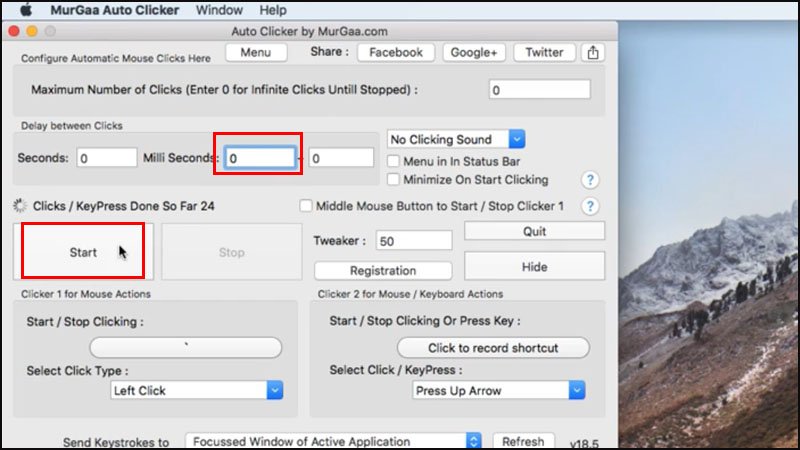 MurGaa Auto Clicker Window Help
Auto Clicker by MurGaa.com
Configure Automatic Mouse Clicks Here Menu Share : Facebook Google+ Twitter
Maximum Number of Clicks (Enter 0 for Infinite Clicks Untill Stopped) : 0
Delay between Clicks
No Clicking Sound
Seconds: 0 Milli Seconds: 0 - 0
Menu in In Status Bar
Minimize On Start Clicking ?
Clicks / KeyPress Done So Far 24 Middle Mouse Button to Start / Stop Clicker 1 ?
Start Stop Tweaker : 50 Quit
Registration Hide
Clicker 1 for Mouse Actions Clicker 2 for Mouse / Keyboard Actions
Start / Stop Clicking : Start / Stop Clicking Or Press Key :
` Click to record shortcut
Select Click Type : Select Click / KeyPress :
Left Click Press Up Arrow
Send Keystrokes to Focussed Window of Active Application Refresh v18.5